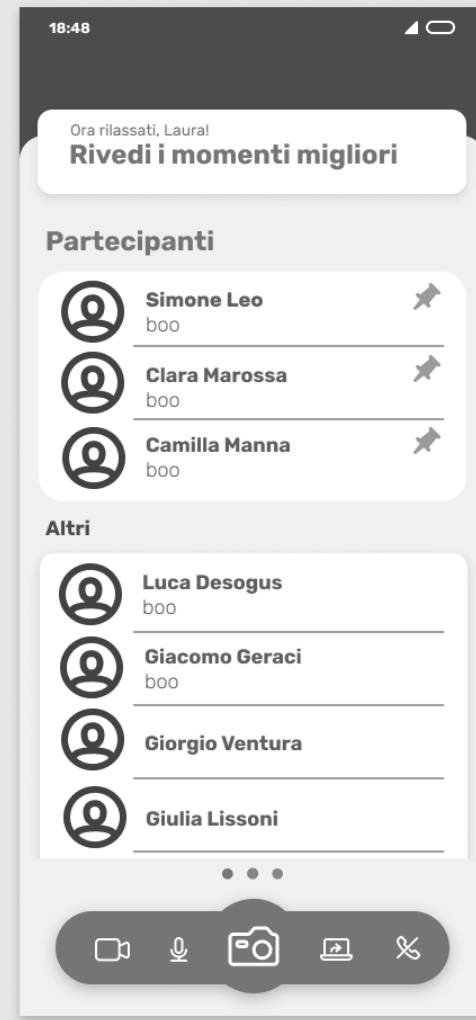 18:48
Ora rilassati, Laura!
Rivedi i momenti migliori
Partecipanti
Simone Leo
boo
Clara Marossa
boo
Camilla Manna
boo
Altri
Luca Desogus
boo
Giacomo Geraci
boo
Giorgio Ventura
Giulia Lissoni